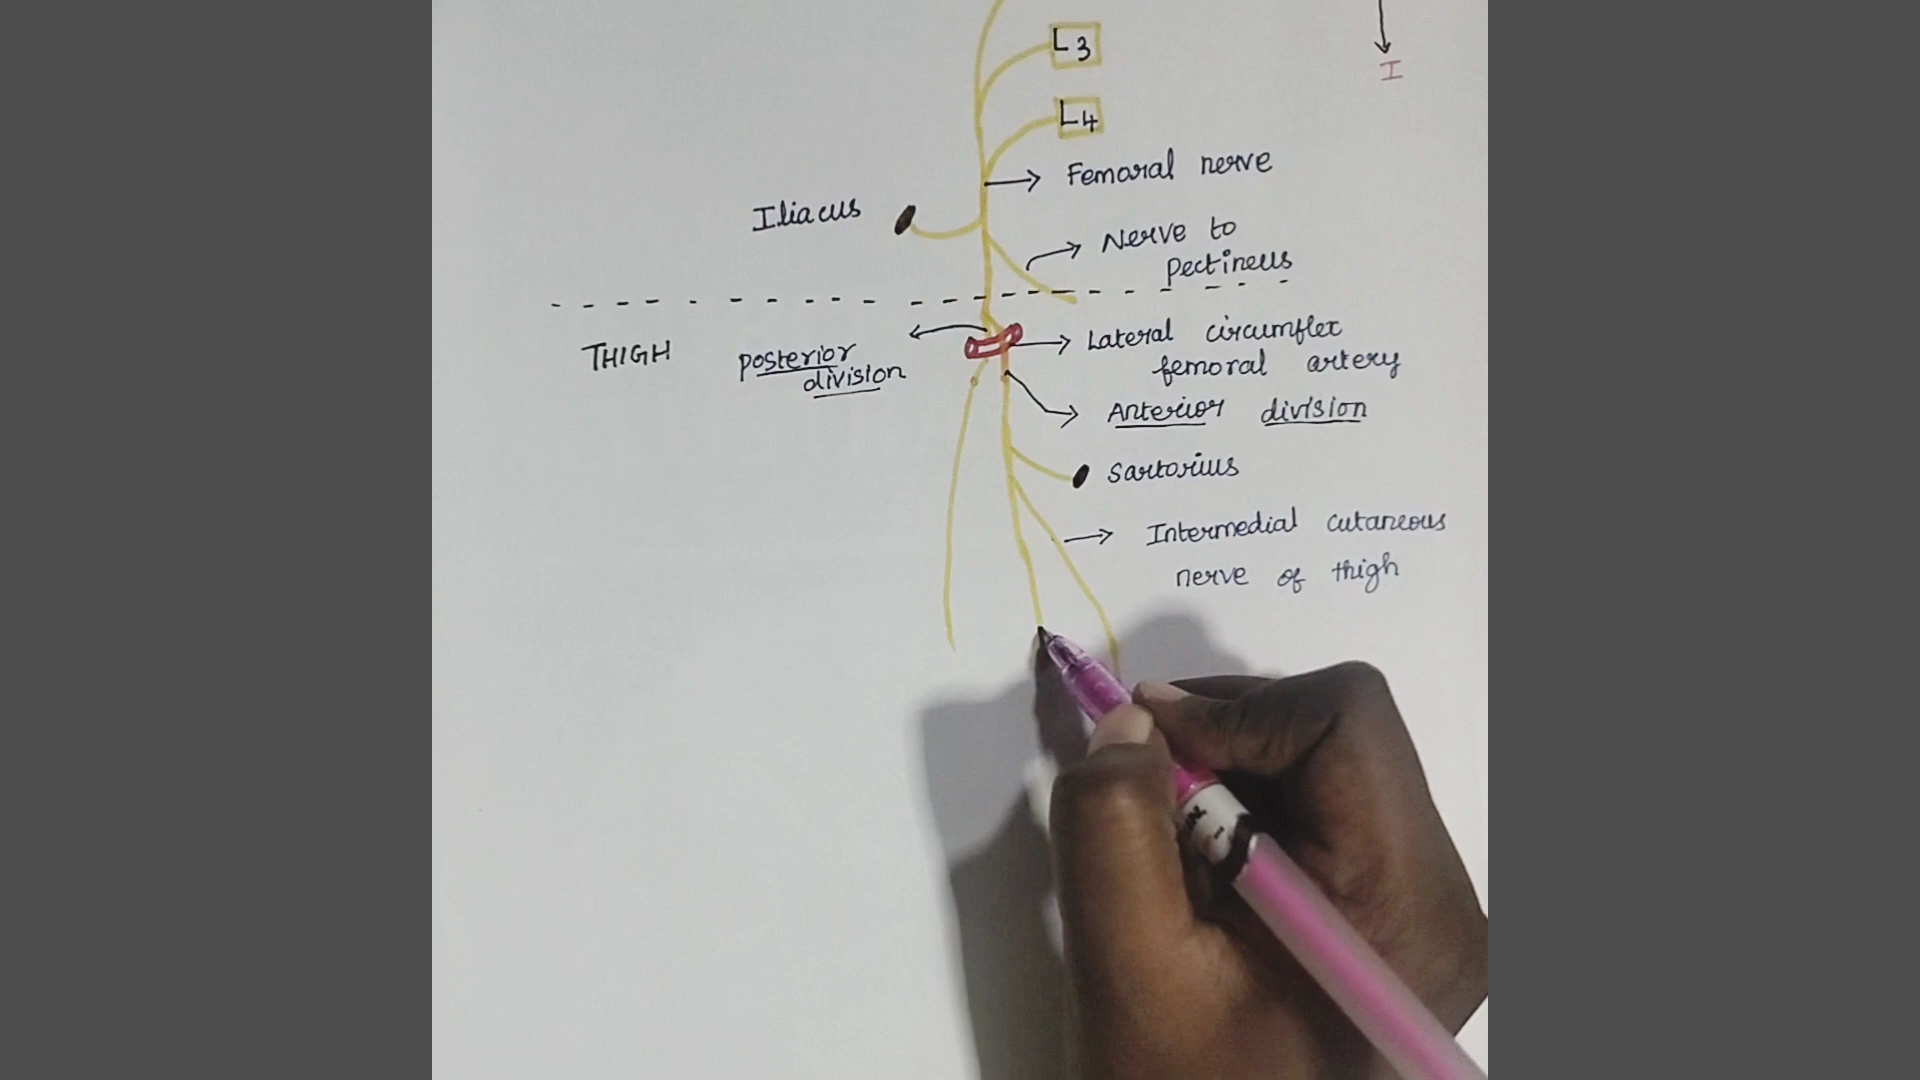 L3
I
L4
Femoral nerve
Iliacus
Nerve to
Pectineus
THIGH
Posterior
division
Lateral circumflex
femoral artery
Anterior division
Sartorius
Intermedial cutaneous
nerve of thigh